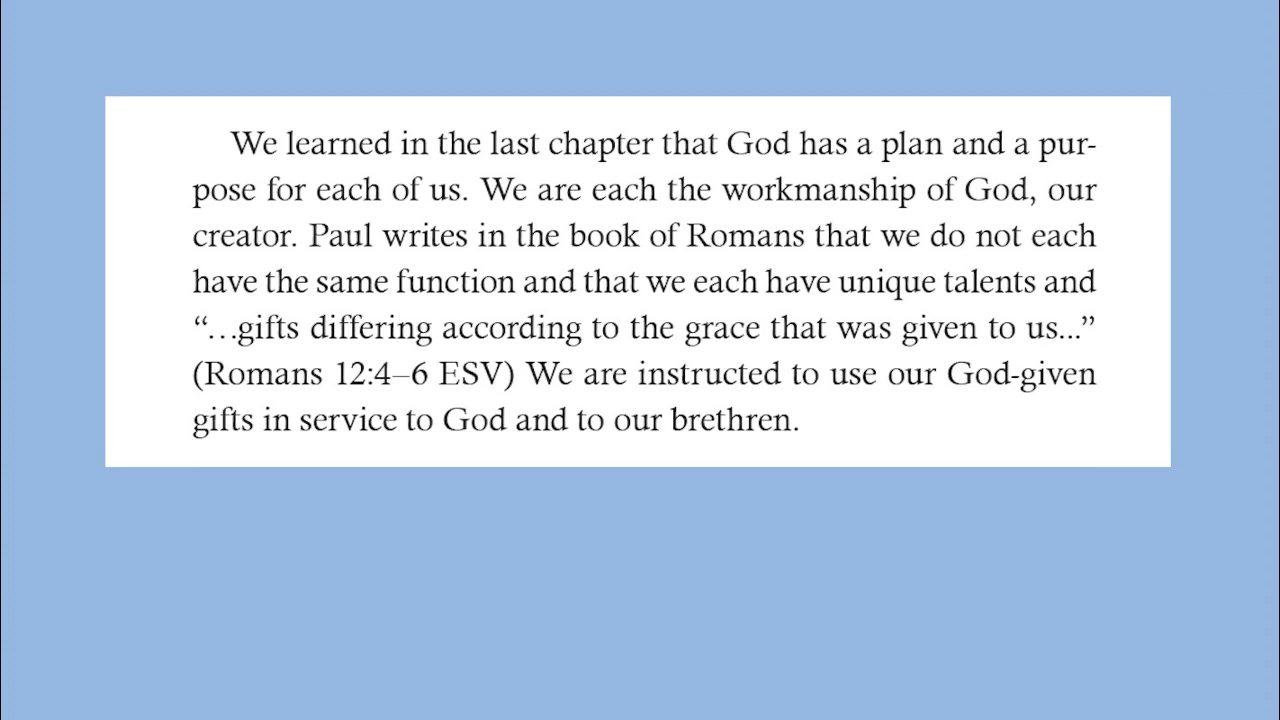 We learned in the last chapter that God has a plan and a pur-
pose for each of us. We are each the workmanship of God, our
creator. Paul writes in the book of Romans that we do not each
have the same function and that we each have unique talents and
“…gifts differing according to the grace that was given to us...”
(Romans 12:4–6 ESV) We are instructed to use our God-given
gifts in service to God and to our brethren.